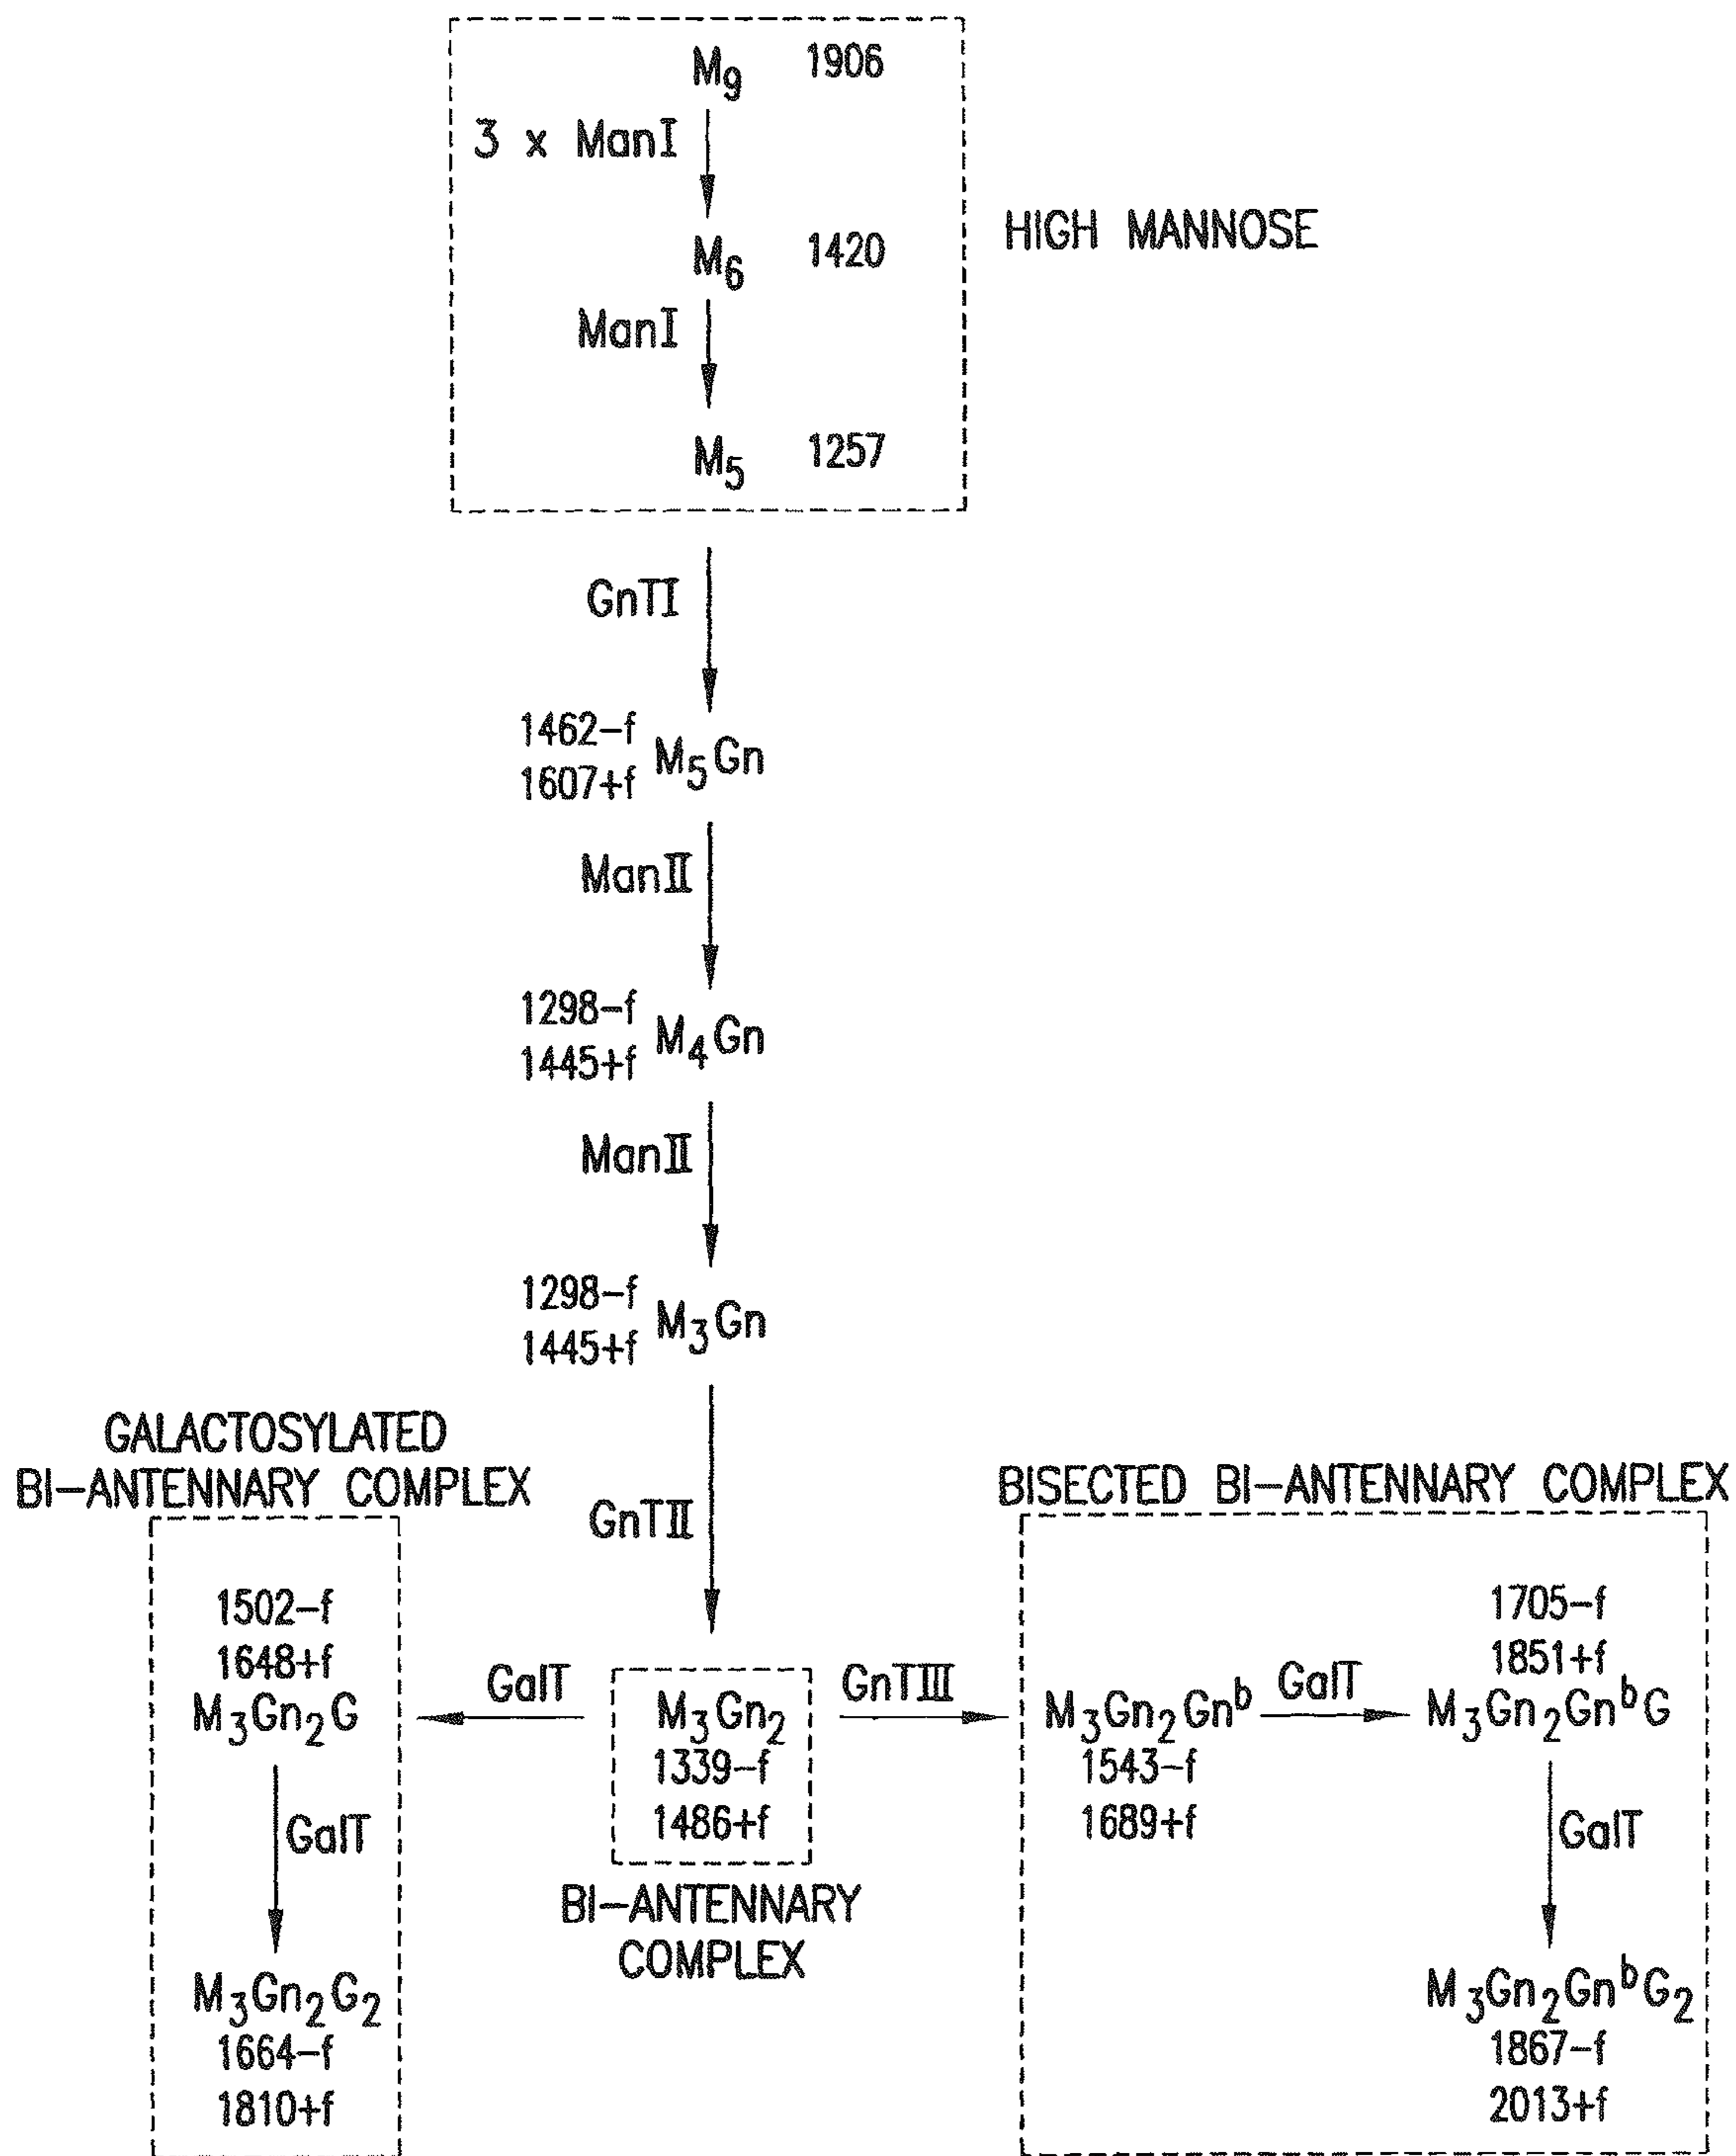 M₉ 1906
3 x ManI
M₆ 1420
HIGH MANNOSE
ManI
M₅ 1257
GnTI
1462-f
M₅Gn
1607+f
ManII
1298-f
M₄Gn
1445+f
ManII
1298-f
M₃Gn
1445+f
GnTII
GALACTOSYLATED
BI-ANTENNARY COMPLEX
1502-f
1648+f
M₃Gn₂G
GalT
M₃Gn₂G₂
1664-f
1810+f
GalT
M₃Gn₂
1339-f
1486+f
BI-ANTENNARY
COMPLEX
GnTIII
BISECTED BI-ANTENNARY COMPLEX
M₃Gn₂Gnᵇ
1543-f
1689+f
GalT
1705-f
1851+f
M₃Gn₂GnᵇG
GalT
M₃Gn₂GnᵇG₂
1867-f
2013+f